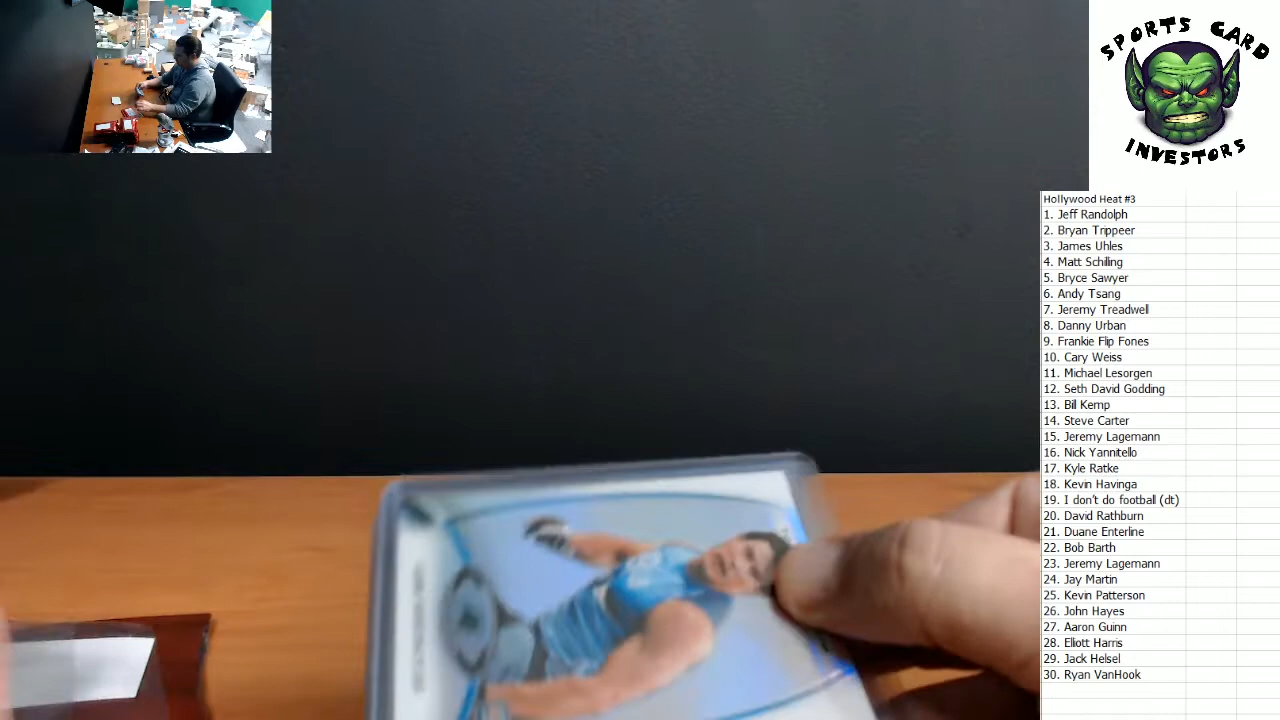 SPORTS CARD
INVESTORS
Hollywood Heat #3
1. Jeff Randolph
2. Bryan Trippeer
3. James Uhles
4. Matt Schilling
5. Bryce Sawyer
6. Andy Tsang
7. Jeremy Treadwell
8. Danny Urban
9. Frankie Flip Fones
10. Cary Weiss
11. Michael Lesorgen
12. Seth David Godding
13. Bill Kemp
14. Steve Carter
15. Jeremy Lagemann
16. Nick Yannitello
17. Kyle Ratke
18. Kevin Havinga
19. I don't do football (dt)
20. David Rathburn
21. Duane Enterline
22. Bob Barth
23. Jeremy Lagemann
24. Jay Martin
25. Kevin Patterson
26. John Hayes
27. Aaron Guinn
28. Eliott Harris
29. Jack Helsel
30. Ryan VanHook